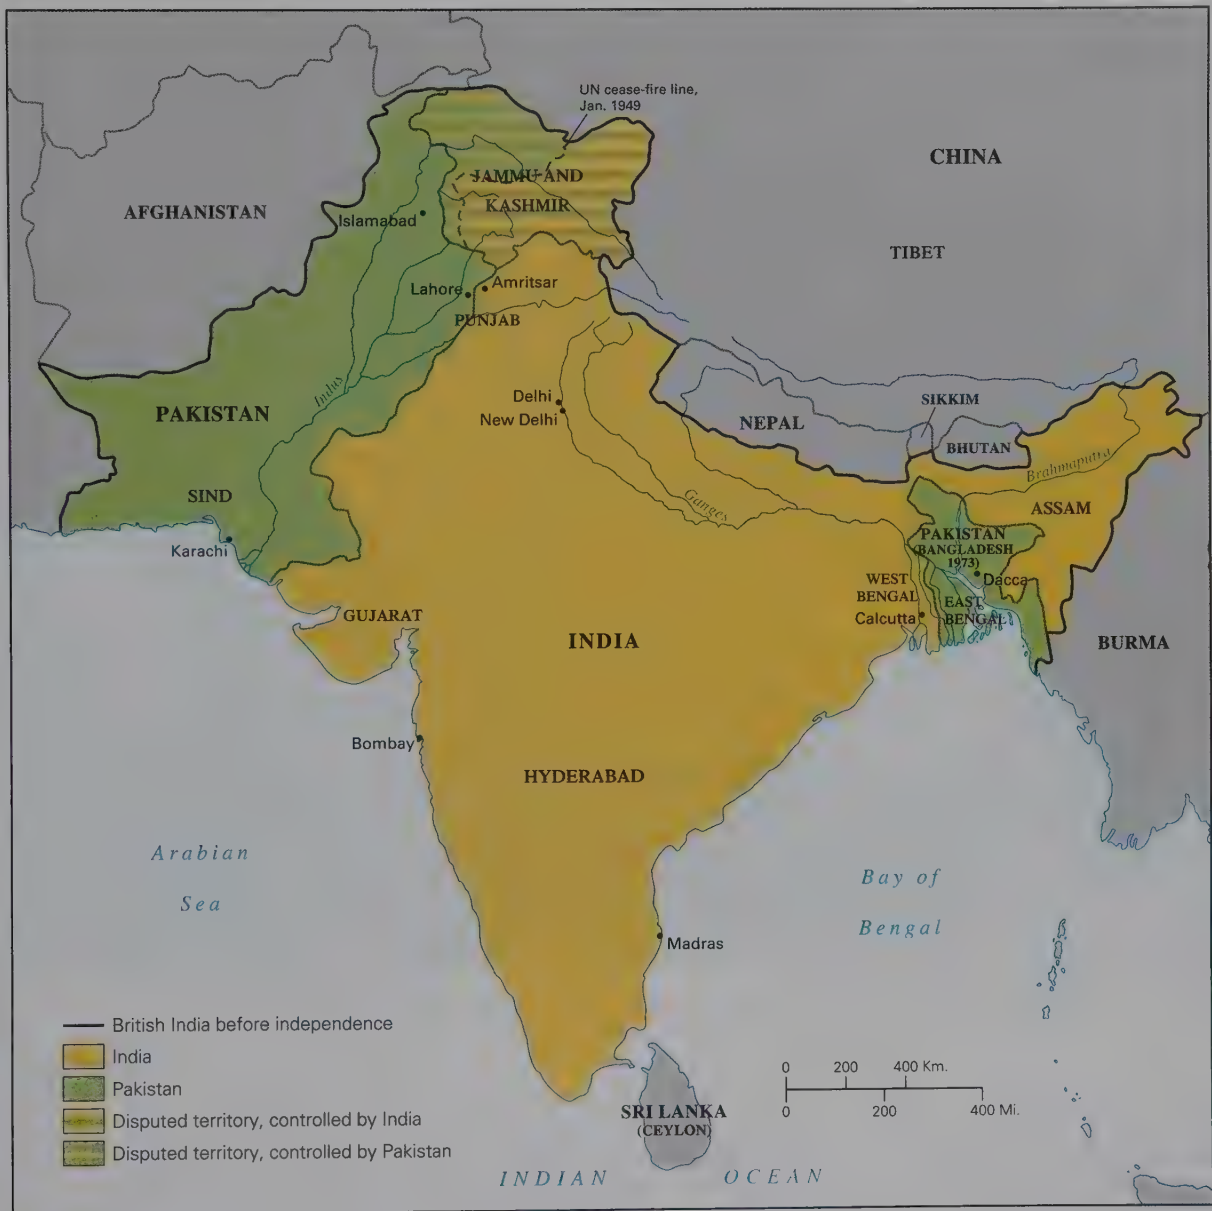 UN cease-fire line,
Jan. 1949
CHINA
JAMMU AND
KASHMIR
AFGHANISTAN
Islamabad
TIBET
Lahore
Amritsar
PUNJAB
Indus
Delhi
New Delhi
PAKISTAN
NEPAL
SIKKIM
BHUTAN
Brahmaputra
SIND
Ganges
ASSAM
Karachi
PAKISTAN
(BANGLADESH
1973)
Dacca
WEST
BENGAL
EAST
BENGAL
Calcutta
GUJARAT
INDIA
BURMA
Bombay
HYDERABAD
Arabian
Sea
Bay of
Bengal
Madras
British India before independence
India
Pakistan
Disputed territory, controlled by India
Disputed territory, controlled by Pakistan
0 200 400 Km.
0 200 400 Mi.
SRI LANKA
(CEYLON)
INDIAN OCEAN